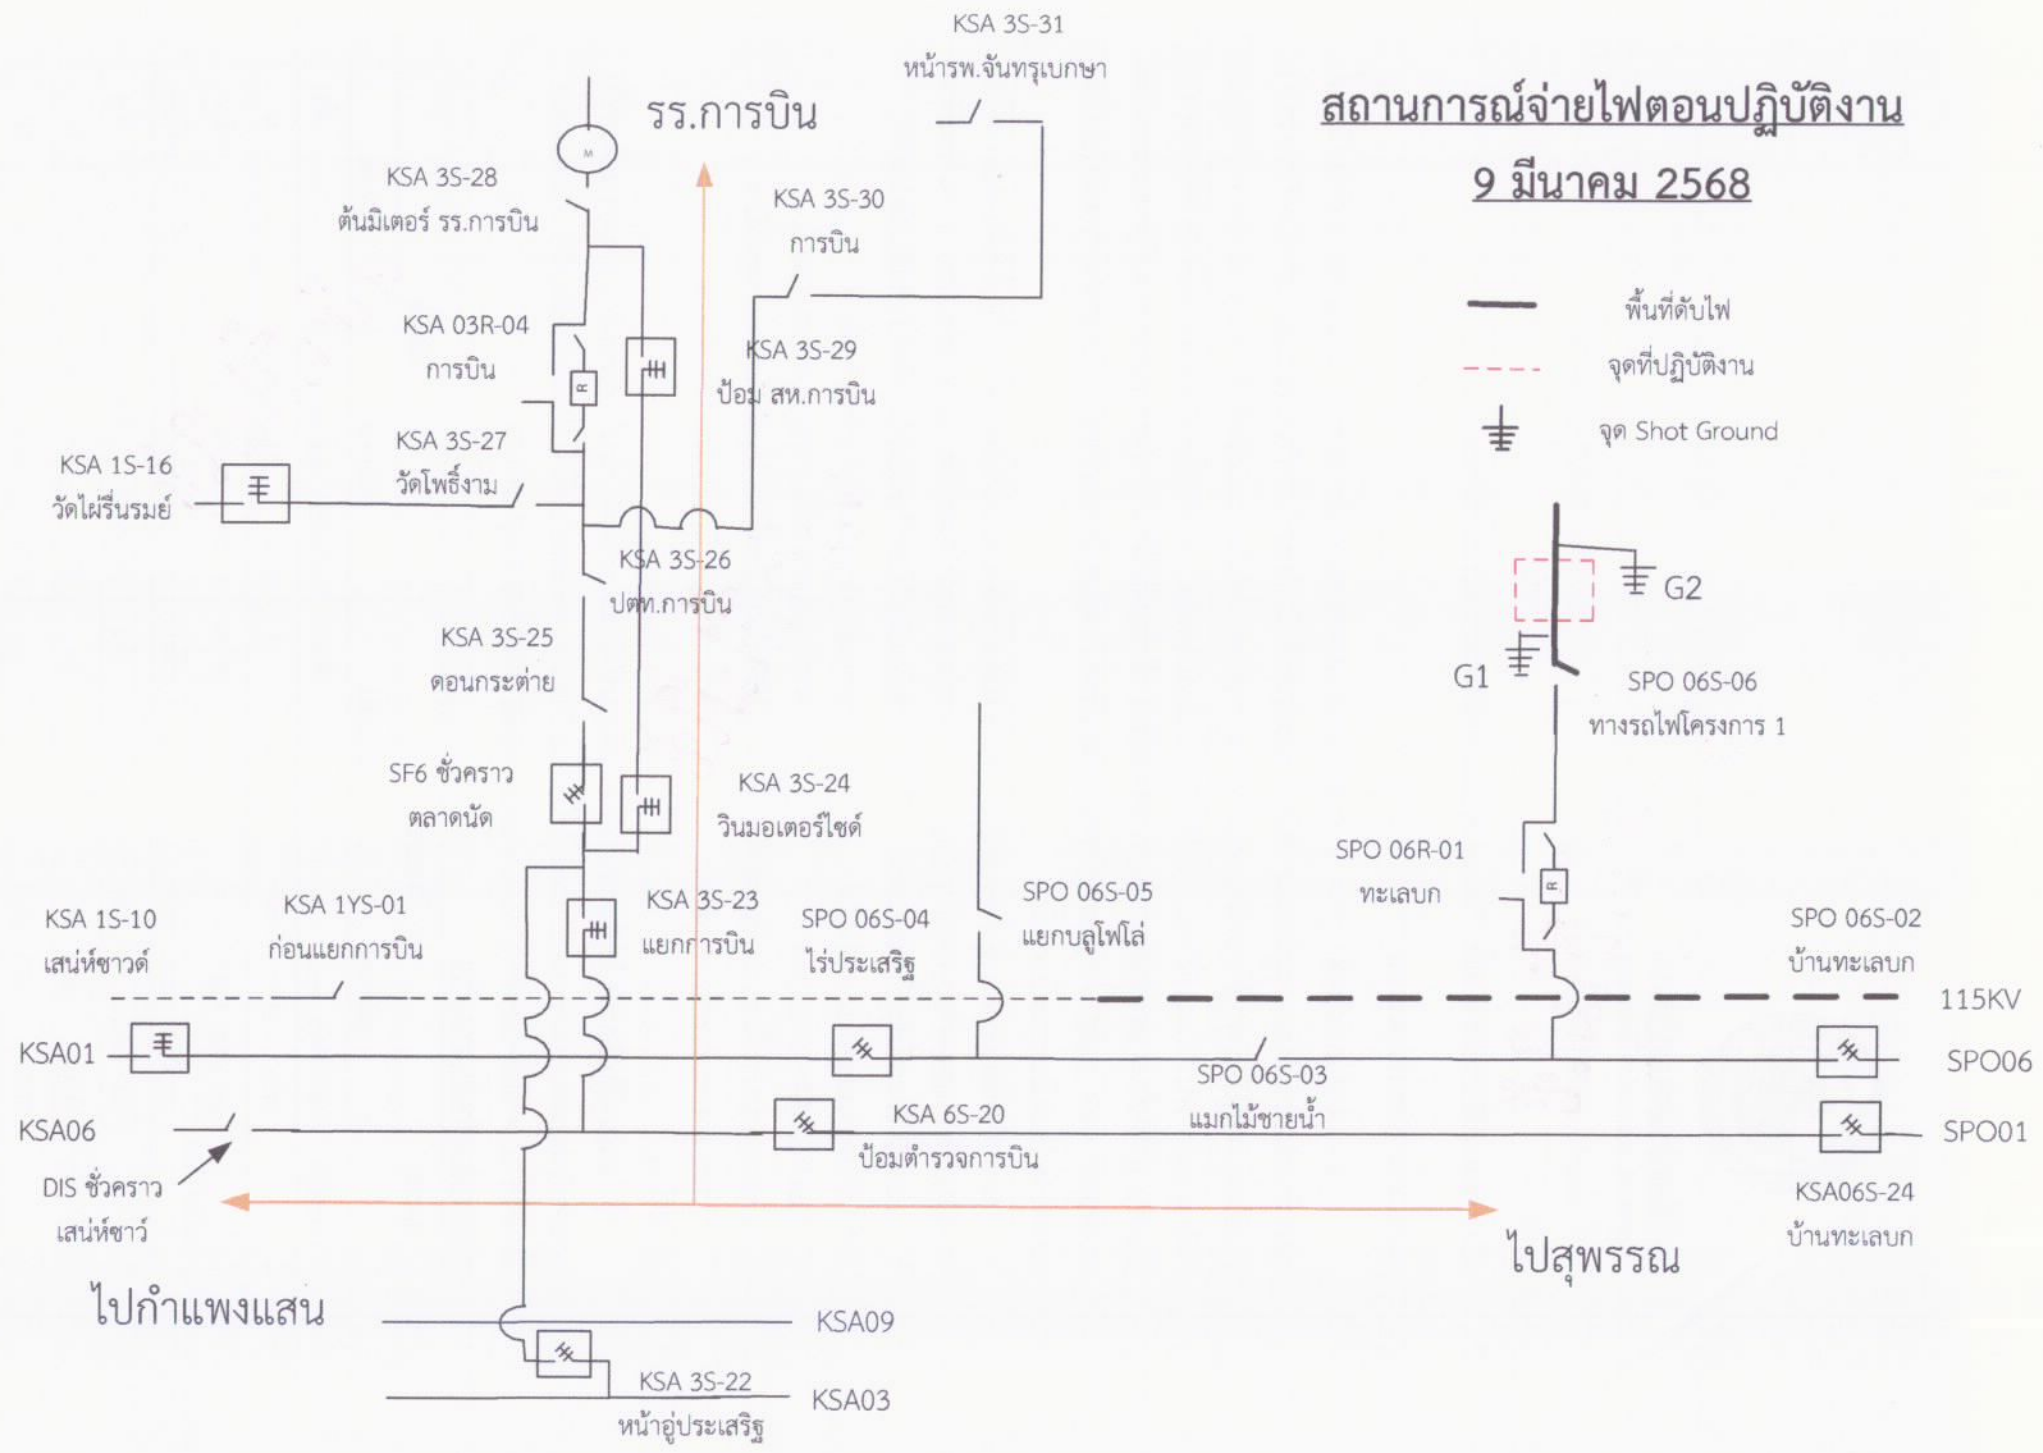 KSA 3S-31
หน้ารพ.จันทรุเบกษา
สถานการณ์จ่ายไฟตอนปฏิบัติงาน
9 มีนาคม 2568
รร.การบิน
M
KSA 3S-28
ต้นมิเตอร์ รร.การบิน
KSA 3S-30
การบิน
พื้นที่ดับไฟ
จุดที่ปฏิบัติงาน
จุด Shot Ground
KSA 03R-04
การบิน
R
KSA 3S-29
ป้อม สห.การบิน
KSA 3S-27
วัดโพธิ์งาม
KSA 1S-16
วัดไผ่รื่นรมย์
KSA 3S-26
ปตท.การบิน
G2
G1
KSA 3S-25
ดอนกระต่าย
SPO 06S-06
ทางรถไฟโครงการ 1
SF6 ชั่วคราว
ตลาดนัด
KSA 3S-24
วินมอเตอร์ไซด์
SPO 06R-01
ทะเลบก
R
KSA 1S-10
เสน่ห์ซาวด์
KSA 1YS-01
ก่อนแยกการบิน
KSA 3S-23
แยกการบิน
SPO 06S-04
ไร่ประเสริฐ
SPO 06S-05
แยกบลูโฟโล่
SPO 06S-02
บ้านทะเลบก
115KV
KSA01
SPO06
SPO 06S-03
แมกไม้ชายน้ำ
KSA06
KSA 6S-20
ป้อมตำรวจการบิน
SPO01
DIS ชั่วคราว
เสน่ห์ซาว์
KSA06S-24
บ้านทะเลบก
ไปสุพรรณ
ไปกำแพงแสน
KSA09
KSA 3S-22
หน้าอู่ประเสริฐ
KSA03